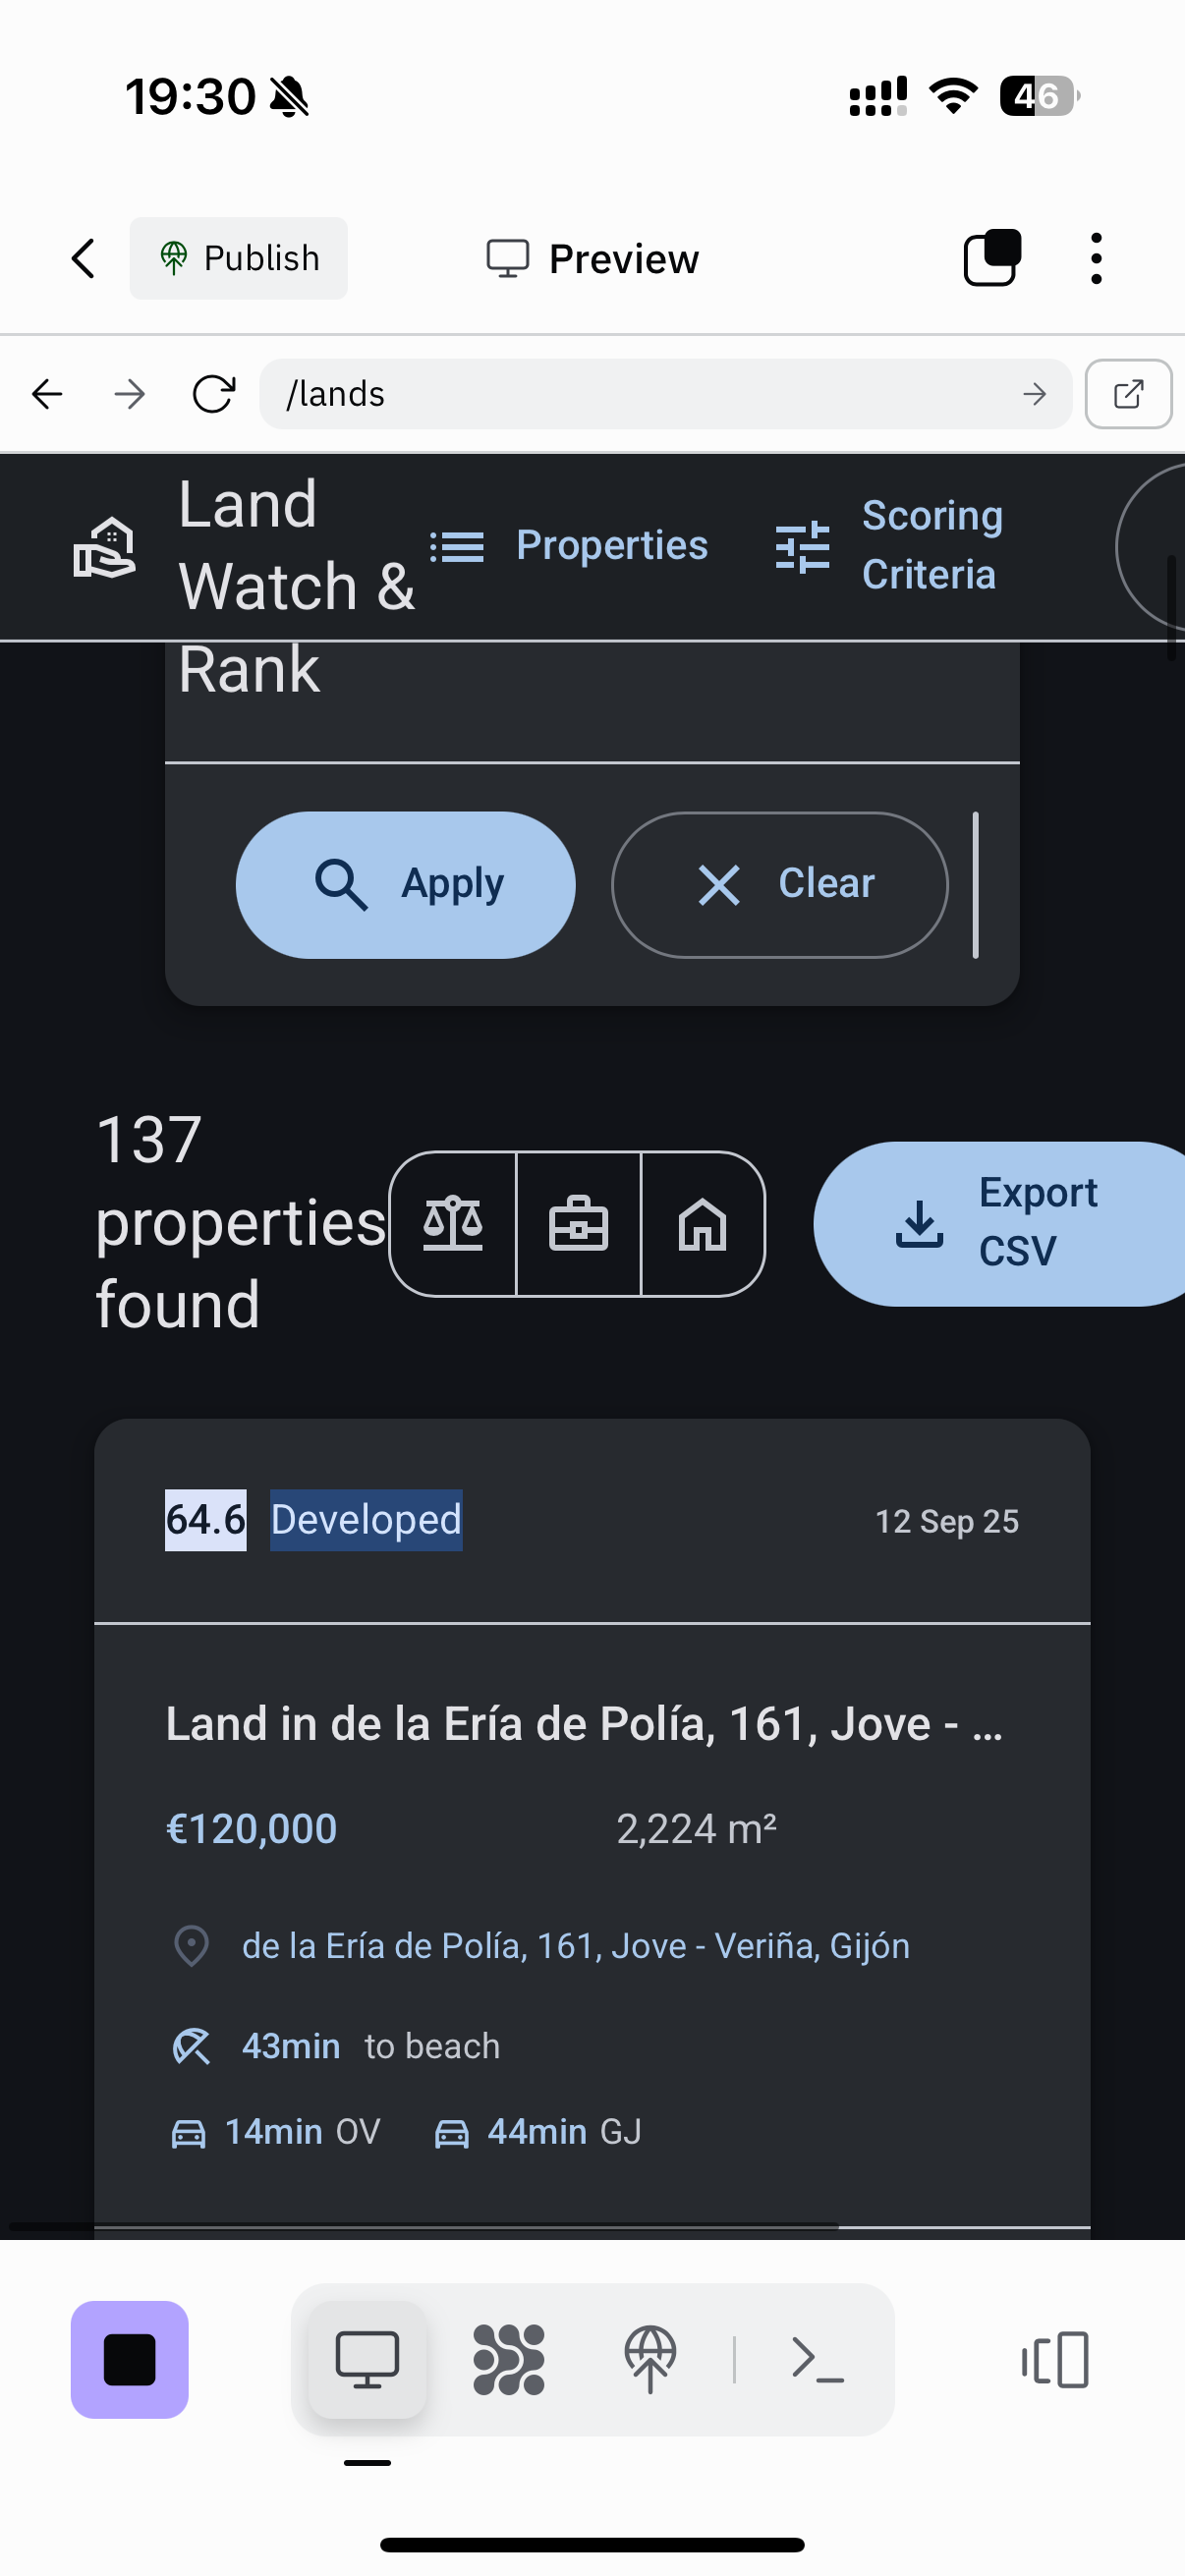 19:30
46
Publish
Preview
/lands
Land
Watch &
Rank
Properties
Scoring
Criteria
Apply
Clear
137
properties
found
Export
CSV
64.6 Developed 12 Sep 25
Land in de la Ería de Polía, 161, Jove - ...
€120,000 2,224 m²
de la Ería de Polía, 161, Jove - Veriña, Gijón
43min to beach
14min OV 44min GJ